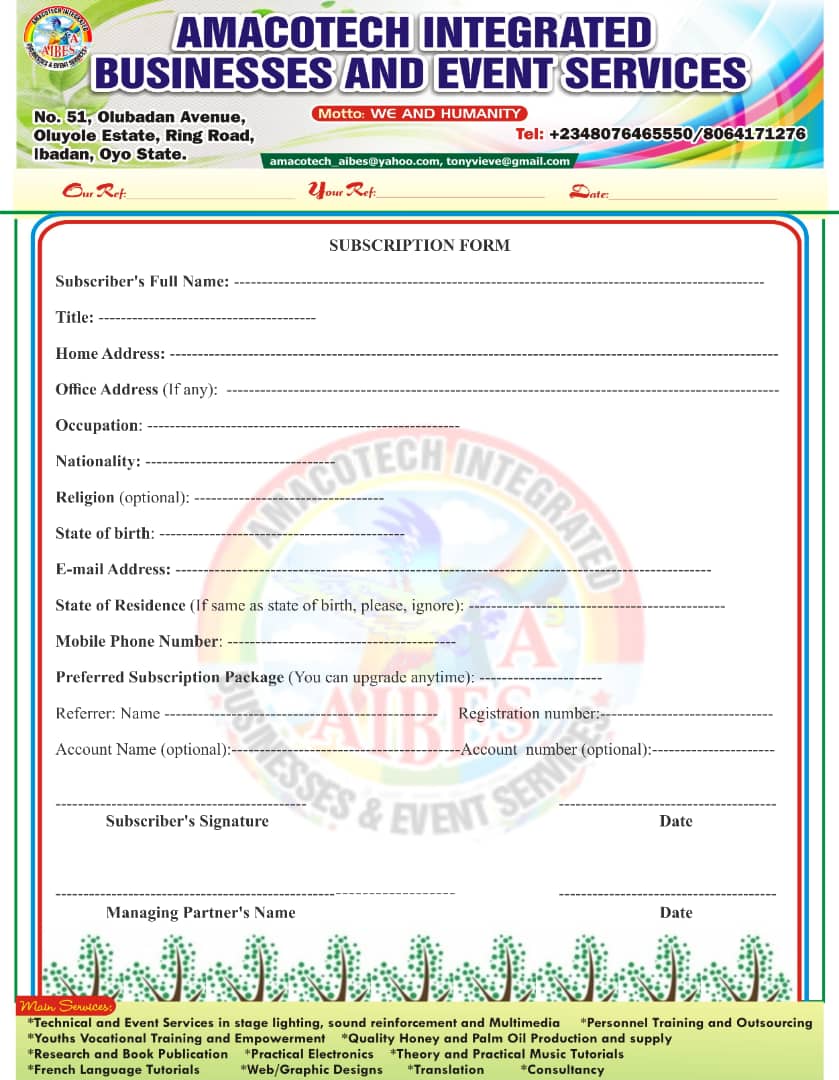 AMACOTECH INTEGRATED
AIBES
AMACOTECH INTEGRATED
BUSINESSES AND EVENT SERVICES
No. 51, Olubadan Avenue,
Oluyole Estate, Ring Road,
Ibadan, Oyo State.
Motto: WE AND HUMANITY
Tel: +2348076465550/8064171276
amacotech_aibes@yahoo.com, tonyvieve@gmail.com
Our Ref:
Your Ref:
Date:
SUBSCRIPTION FORM
Subscriber's Full Name:
Title:
Home Address:
Office Address (If any):
Occupation:
Nationality:
Religion (optional):
State of birth:
E-mail Address:
State of Residence (If same as state of birth, please, ignore):
Mobile Phone Number:
Preferred Subscription Package (You can upgrade anytime):
Referrer: Name Registration number:
Account Name (optional): Account number (optional):
AMACOTECH INTEGRATED
A
AIBES
BUSINESSES & EVENT SERVICES
Subscriber's Signature Date
Managing Partner's Name Date
Main Services:
*Technical and Event Services in stage lighting, sound reinforcement and Multimedia *Personnel Training and Outsourcing
*Youths Vocational Training and Empowerment *Quality Honey and Palm Oil Production and supply
*Research and Book Publication *Practical Electronics *Theory and Practical Music Tutorials
*French Language Tutorials *Web/Graphic Designs *Translation *Consultancy